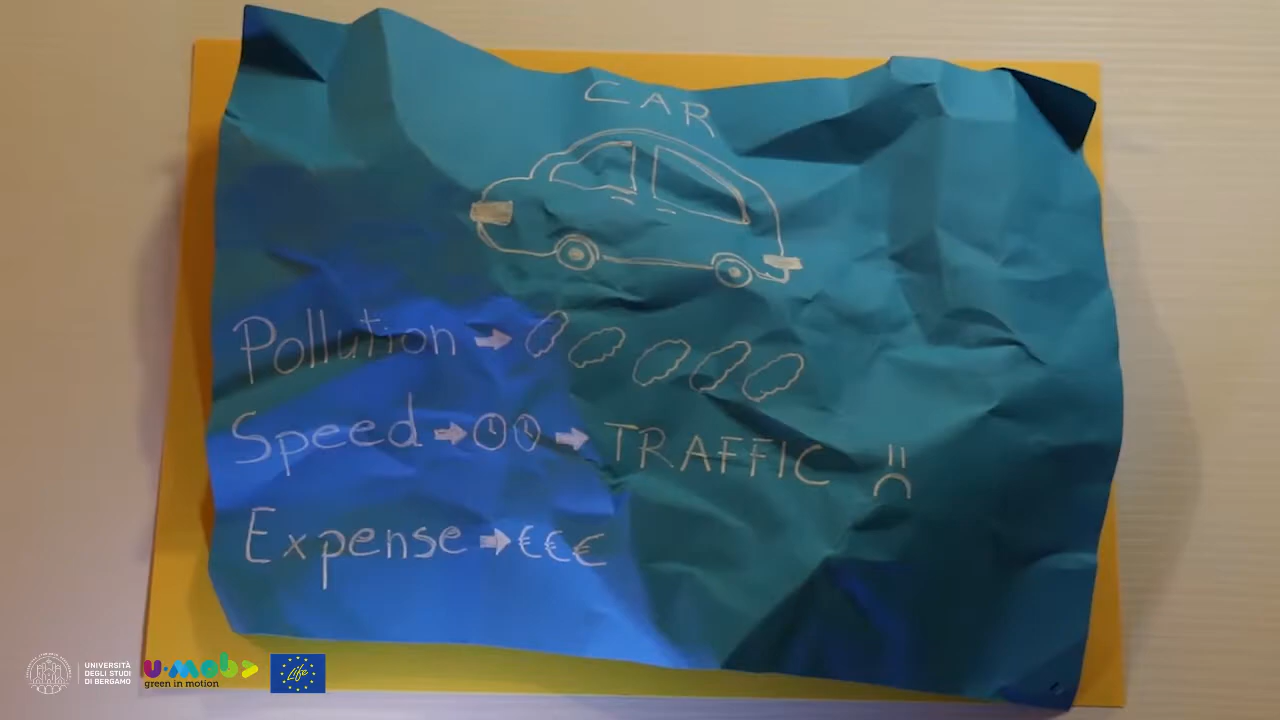 CAR
Pollution →
Speed → → TRAFFIC
Expense → €€€
UNIVERSITÀ
DEGLI STUDI
DI BERGAMO
u-mob
green in motion
Life